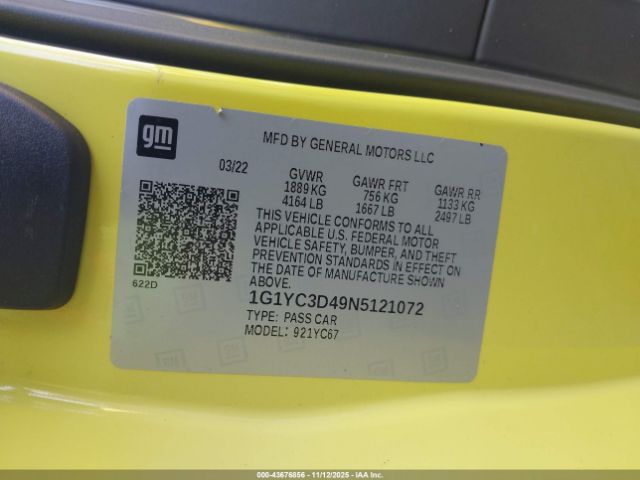 gm
MFD BY GENERAL MOTORS LLC
03/22
GVWR GAWR FRT GAWR RR
1889 KG 756 KG 1133 KG
4164 LB 1667 LB 2497 LB
THIS VEHICLE CONFORMS TO ALL
APPLICABLE U.S. FEDERAL MOTOR
VEHICLE SAFETY, BUMPER, AND THEFT
PREVENTION STANDARDS IN EFFECT ON
THE DATE OF MANUFACTURE SHOWN
ABOVE.
622D
1G1YC3D49N5121072
TYPE: PASS CAR
MODEL: 921YC67
000-43676856 - 11/12/2025 - IAA Inc.